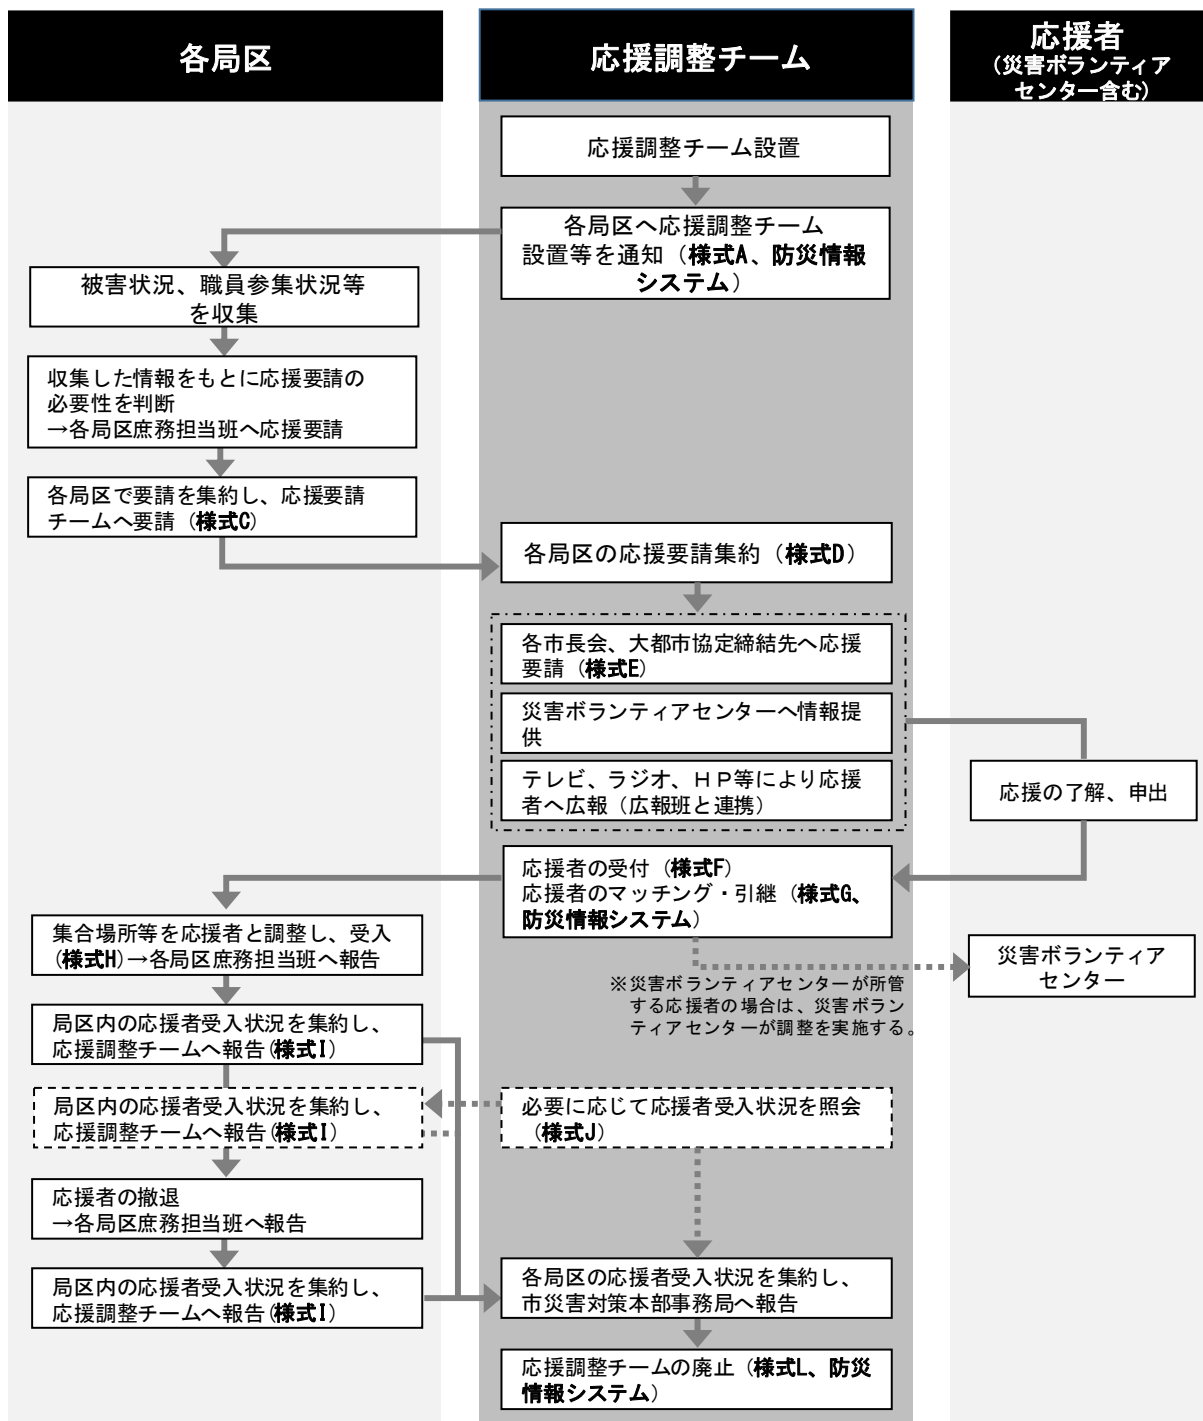 各局区
応援調整チーム
応援者
（災害ボランティア
センター含む）
応援調整チーム設置
各局区へ応援調整チーム
設置等を通知（様式A、防災情報
システム）
被害状況、職員参集状況等
を収集
収集した情報をもとに応援要請の
必要性を判断
→各局区庶務担当班へ応援要請
各局区で要請を集約し、応援要請
チームへ要請（様式C）
各局区の応援要請集約（様式D）
各市長会、大都市協定締結先へ応援
要請（様式E）
災害ボランティアセンターへ情報提
供
テレビ、ラジオ、ＨＰ等により応援
者へ広報（広報班と連携）
応援の了解、申出
応援者の受付（様式F）
応援者のマッチング・引継（様式G、
防災情報システム）
集合場所等を応援者と調整し、受入
（様式H）→各局区庶務担当班へ報告
災害ボランティア
センター
※災害ボランティアセンターが所管
する応援者の場合は、災害ボラン
ティアセンターが調整を実施する。
局区内の応援者受入状況を集約し、
応援調整チームへ報告（様式I）
局区内の応援者受入状況を集約し、
応援調整チームへ報告（様式I）
必要に応じて応援者受入状況を照会
（様式J）
応援者の撤退
→各局区庶務担当班へ報告
局区内の応援者受入状況を集約し、
応援調整チームへ報告（様式I）
各局区の応援者受入状況を集約し、
市災害対策本部事務局へ報告
応援調整チームの廃止（様式L、防災
情報システム）